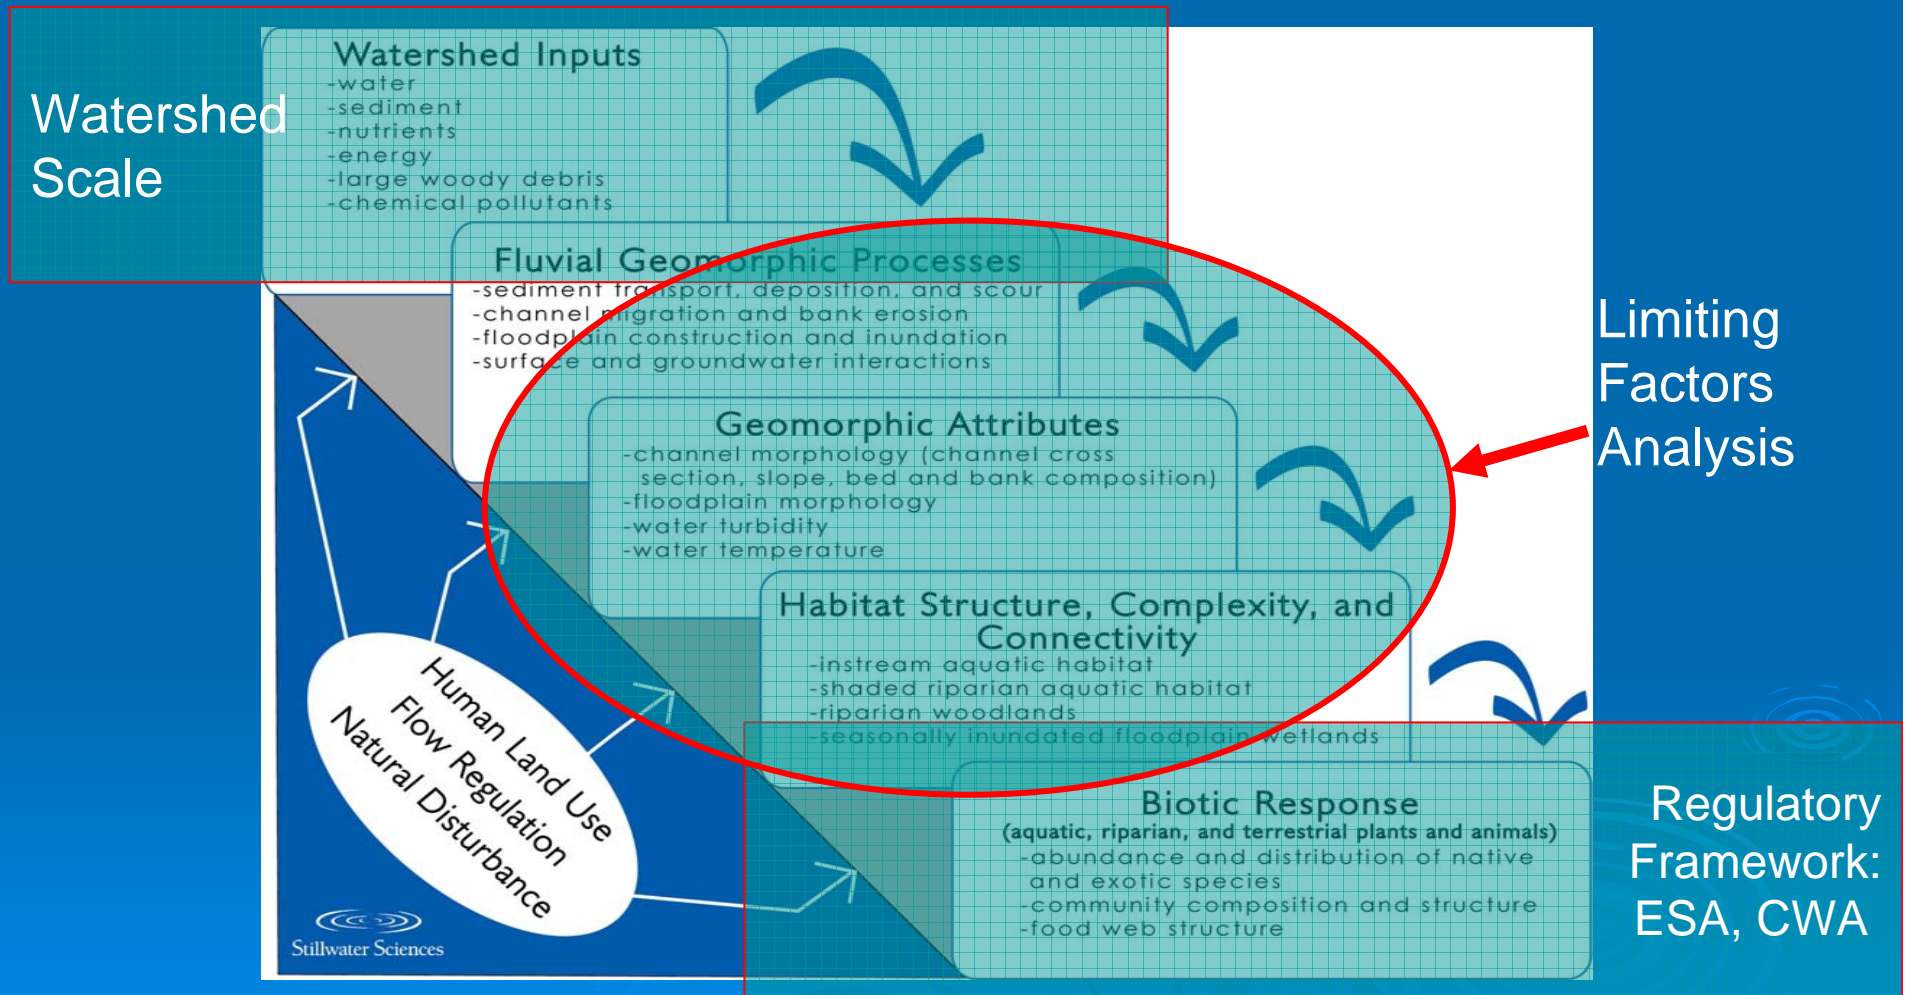 Watershed
Scale
Watershed Inputs
-water
-sediment
-nutrients
-energy
-large woody debris
-chemical pollutants
Fluvial Geomorphic Processes
-sediment transport, deposition, and scour
-channel migration and bank erosion
-floodplain construction and inundation
-surface and groundwater interactions
Limiting
Factors
Analysis
Geomorphic Attributes
-channel morphology (channel cross
section, slope, bed and bank composition)
-floodplain morphology
-water turbidity
-water temperature
Habitat Structure, Complexity, and
Connectivity
-instream aquatic habitat
-shaded riparian aquatic habitat
-riparian woodlands
-seasonally inundated floodplain wetlands
Human Land Use
Flow Regulation
Natural Disturbance
Biotic Response
(aquatic, riparian, and terrestrial plants and animals)
-abundance and distribution of native
and exotic species
-community composition and structure
-food web structure
Regulatory
Framework:
ESA, CWA
Stillwater Sciences